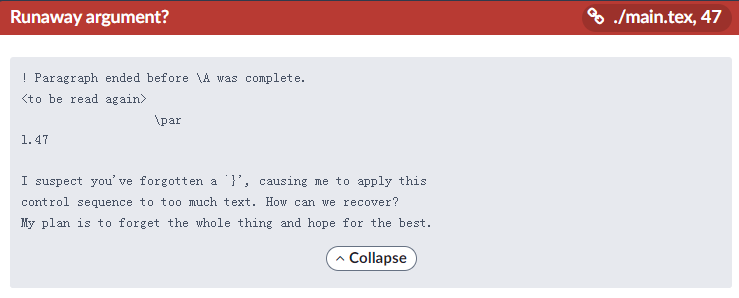 Runaway argument?
./main.tex, 47
! Paragraph ended before \A was complete.
<to be read again>
\par
l.47
I suspect you've forgotten a `}', causing me to apply this
control sequence to too much text. How can we recover?
My plan is to forget the whole thing and hope for the best.
Collapse